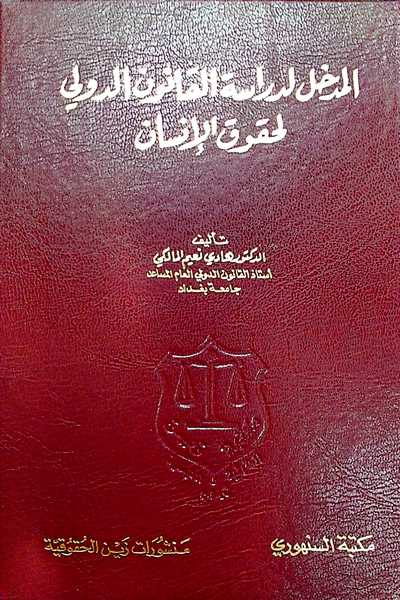 المدخل لدراسة القانون الدولي
لحقوق الإنسان
تأليف
الدكتور هادي نعيم المالكي
أستاذ القانون الدولي العام المساعد
جامعة بغداد
مكتبة السنهوري
منشورات زين الحقوقية